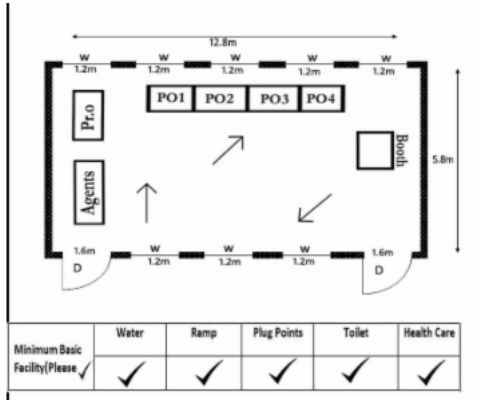 12.8m
W W W W W
1.2m 1.2m 1.2m 1.2m 1.2m
PO1 PO2 PO3 PO4
Pr.o
Booth
5.8m
Agents
1.6m W W W 1.6m
D 1.2m 1.2m 1.2m D
Water Ramp Plug Points Toilet Health Care
Minimum Basic
Facility(Please ✓ ✓ ✓ ✓ ✓ ✓